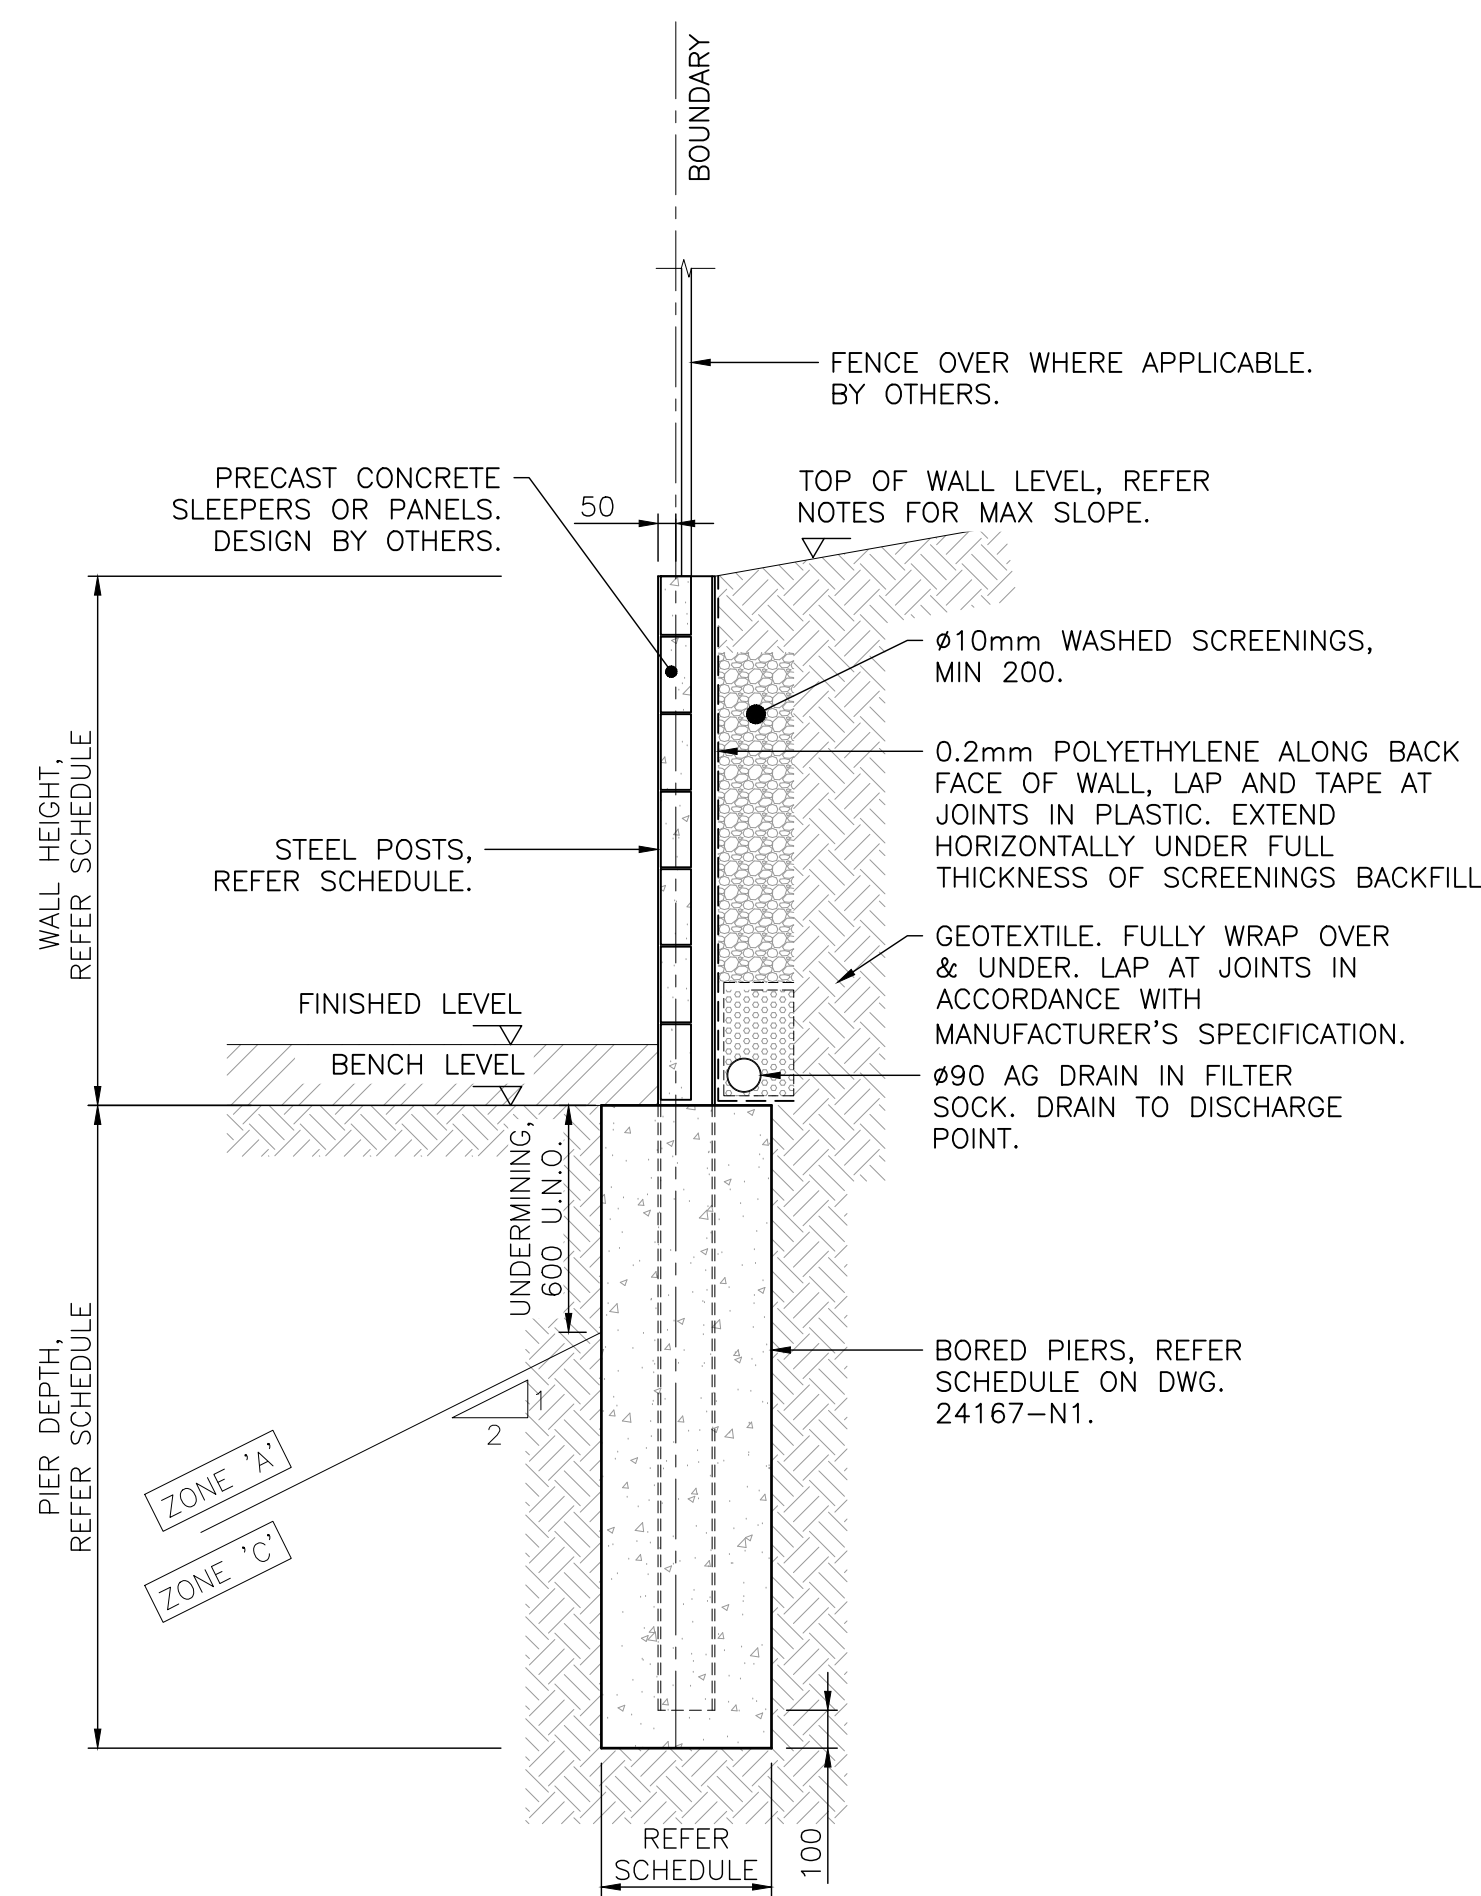 BOUNDARY
FENCE OVER WHERE APPLICABLE.
BY OTHERS.
PRECAST CONCRETE
SLEEPERS OR PANELS.
DESIGN BY OTHERS.
50
TOP OF WALL LEVEL, REFER
NOTES FOR MAX SLOPE.
ø10mm WASHED SCREENINGS,
MIN 200.
0.2mm POLYETHYLENE ALONG BACK
FACE OF WALL, LAP AND TAPE AT
JOINTS IN PLASTIC. EXTEND
HORIZONTALLY UNDER FULL
THICKNESS OF SCREENINGS BACKFILL
WALL HEIGHT,
REFER SCHEDULE
STEEL POSTS,
REFER SCHEDULE.
GEOTEXTILE. FULLY WRAP OVER
& UNDER. LAP AT JOINTS IN
ACCORDANCE WITH
MANUFACTURER'S SPECIFICATION.
FINISHED LEVEL
BENCH LEVEL
ø90 AG DRAIN IN FILTER
SOCK. DRAIN TO DISCHARGE
POINT.
UNDERMINING,
600 U.N.O.
PIER DEPTH,
REFER SCHEDULE
BORED PIERS, REFER
SCHEDULE ON DWG.
24167-N1.
1
2
ZONE 'A'
ZONE 'C'
REFER
SCHEDULE
100